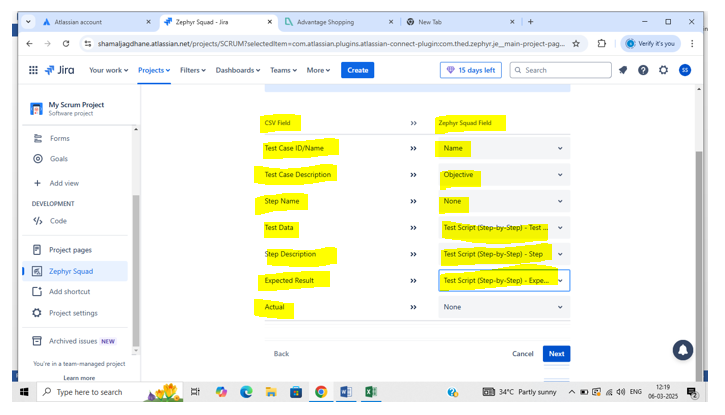 Atlassian account
Zephyr Squad - Jira
Advantage Shopping
New Tab
shamaljagdhane.atlassian.net/projects/SCRUM?selectedItem=com.atlassian.plugins.atlassian-connect-plugin:com.thed.zephyr.je__main-project-pag...
Verify it's you
Jira
Your work
Projects
Filters
Dashboards
Teams
More
Create
15 days left
Search
SS
My Scrum Project
Software project
Forms
Goals
Add view
DEVELOPMENT
Code
Project pages
Zephyr Squad
Add shortcut
Project settings
Archived issues NEW
You're in a team-managed project
Learn more
CSV Field >> Zephyr Squad Field
Test Case ID/Name >> Name
Test Case Description >> Objective
Step Name >> None
Test Data >> Test Script (Step-by-Step) - Test ...
Step Description >> Test Script (Step-by-Step) - Step
Expected Result >> Test Script (Step-by-Step) - Expe...
Actual >> None
Back
Cancel
Next
Type here to search
34°C Partly sunny
ENG
12:19
06-03-2025
2